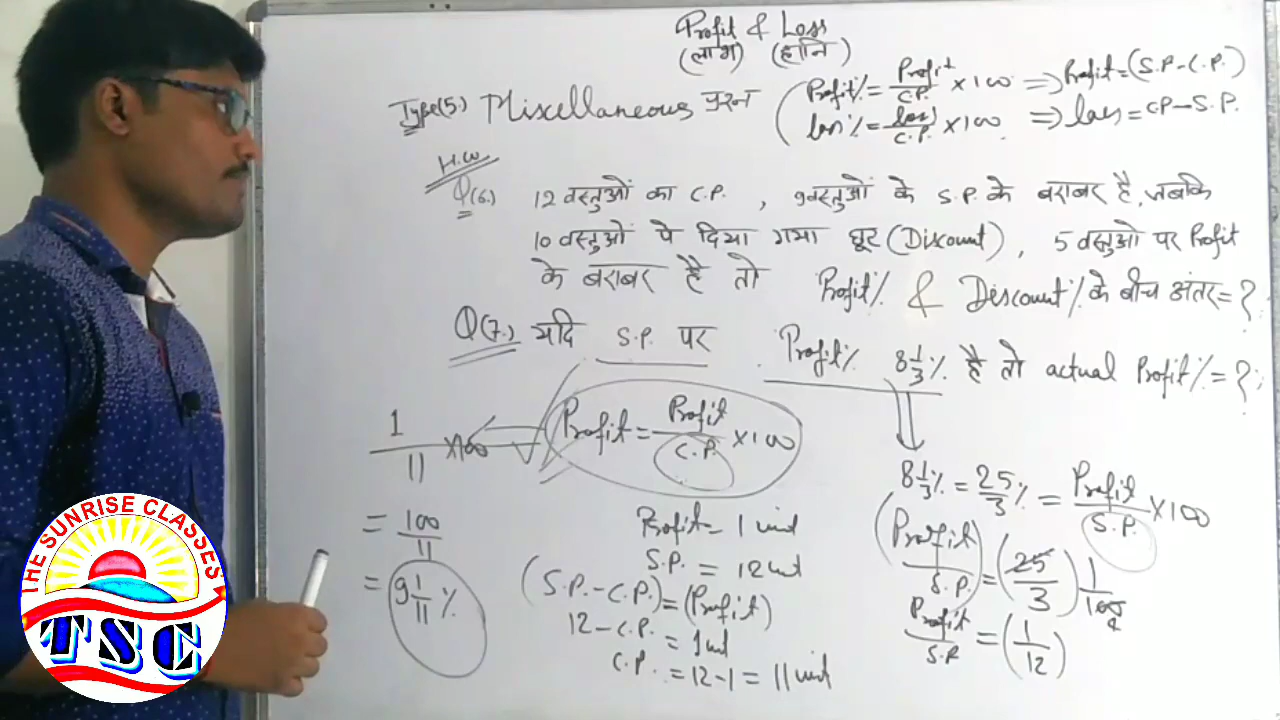 Profit & Loss
(लाभ) (हानि)
Type(5) Miscellaneous प्रश्न
Profit% = Profit/C.P. × 100 ⇒ Profit = (S.P - C.P.)
loss% = loss/C.P. × 100 ⇒ loss = CP - S.P.
H.W
Q(6.) 12 वस्तुओं का C.P. , 9 वस्तुओं के S.P. के बराबर है, जबकि
10 वस्तुओं पे दिया गया छूट (Discount) , 5 वस्तुओ पर Profit
के बराबर है तो Profit% & Discount% के बीच अंतर = ?
Q(7.) यदि S.P. पर Profit% 8 1/3% है तो actual Profit% = ?
Profit = Profit/C.P. × 100
1/11 × 100
= 100/11
= 9 1/11 %
Profit = 1 unit
S.P. = 12 unit
(S.P. - C.P.) = (Profit)
12 - C.P. = 1 unit
C.P. = 12 - 1 = 11 unit
8 1/3% = 25/3% = Profit/S.P. × 100
(Profit/S.P.) = (25/3) 1/100 4
Profit/S.P = (1/12)
THE SUNRISE CLASSES
TSC